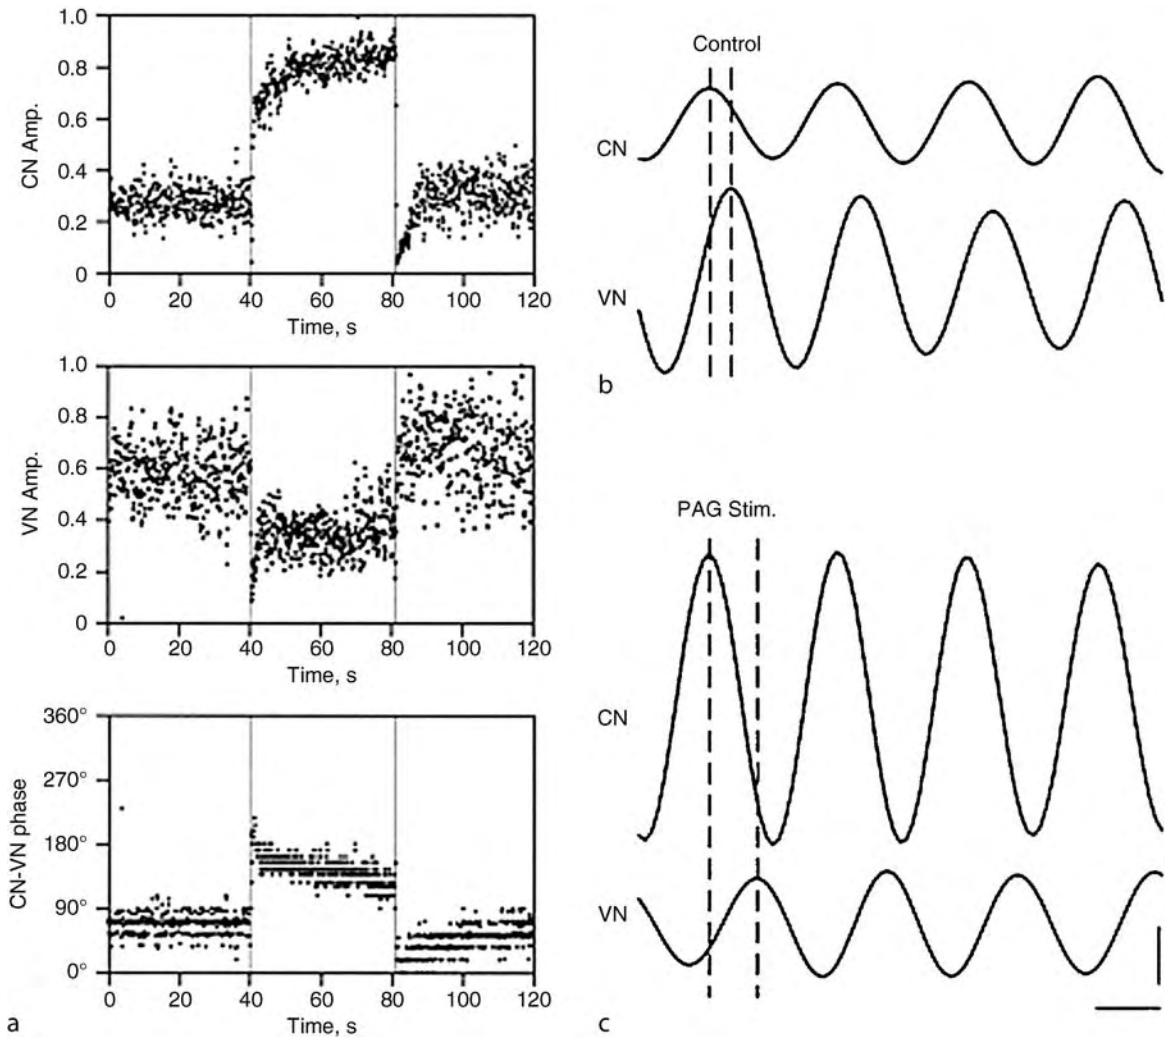 1.0
0.8
0.6
0.4
0.2
0
CN Amp.
0 20 40 60 80 100 120
Time, s
1.0
0.8
0.6
0.4
0.2
0
VN Amp.
0 20 40 60 80 100 120
Time, s
360°
270°
180°
90°
0°
CN-VN phase
0 20 40 60 80 100 120
Time, s
a
Control
CN
VN
b
PAG Stim.
CN
VN
c